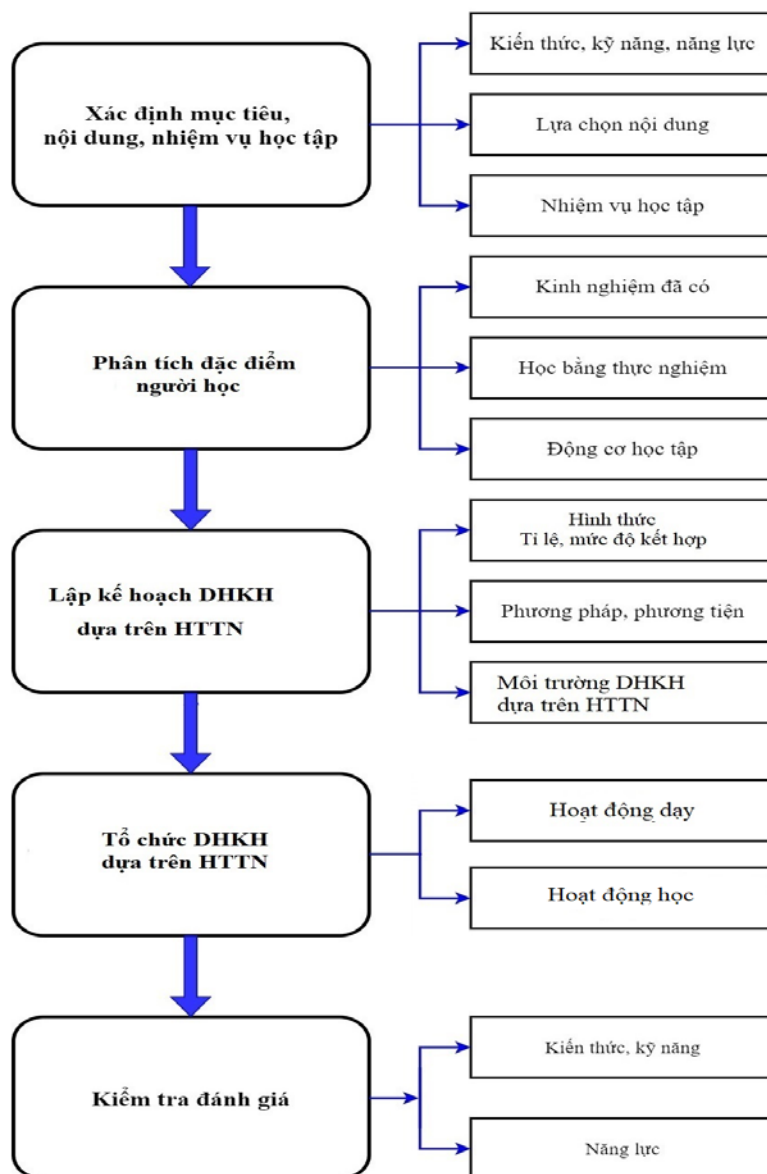 Xác định mục tiêu,
nội dung, nhiệm vụ học tập
Kiến thức, kỹ năng, năng lực
Lựa chọn nội dung
Nhiệm vụ học tập
Phân tích đặc điểm
người học
Kinh nghiệm đã có
Học bằng thực nghiệm
Động cơ học tập
Lập kế hoạch DHKH
dựa trên HTTN
Hình thức
Tỉ lệ, mức độ kết hợp
Phương pháp, phương tiện
Môi trường DHKH
dựa trên HTTN
Tổ chức DHKH
dựa trên HTTN
Hoạt động dạy
Hoạt động học
Kiểm tra đánh giá
Kiến thức, kỹ năng
Năng lực